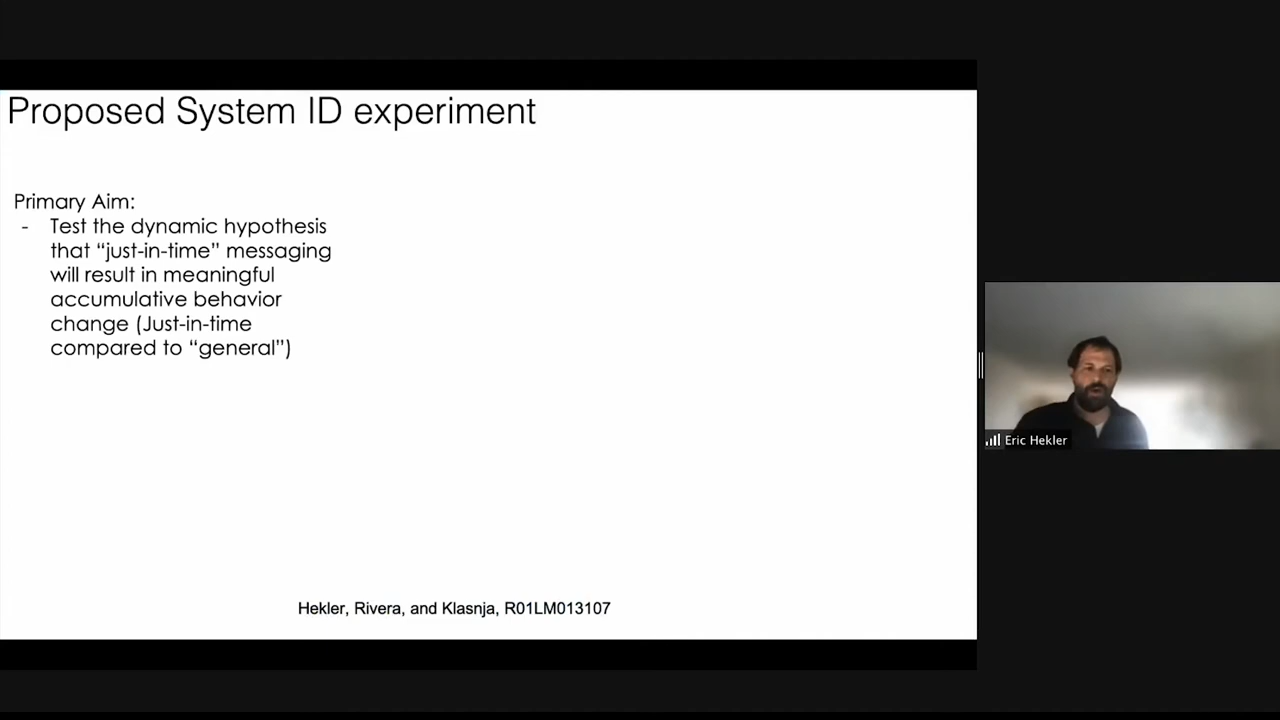 Proposed System ID experiment
Primary Aim:
- Test the dynamic hypothesis
that “just-in-time” messaging
will result in meaningful
accumulative behavior
change (Just-in-time
compared to “general”)
Hekler, Rivera, and Klasnja, R01LM013107
Eric Hekler